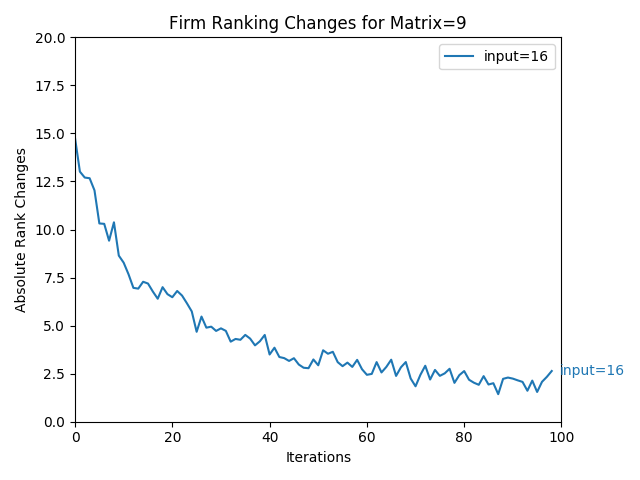 Firm Ranking Changes for Matrix=9
20.0
17.5
15.0
12.5
10.0
7.5
5.0
2.5
0.0
Absolute Rank Changes
input=16
input=16
0 20 40 60 80 100
Iterations